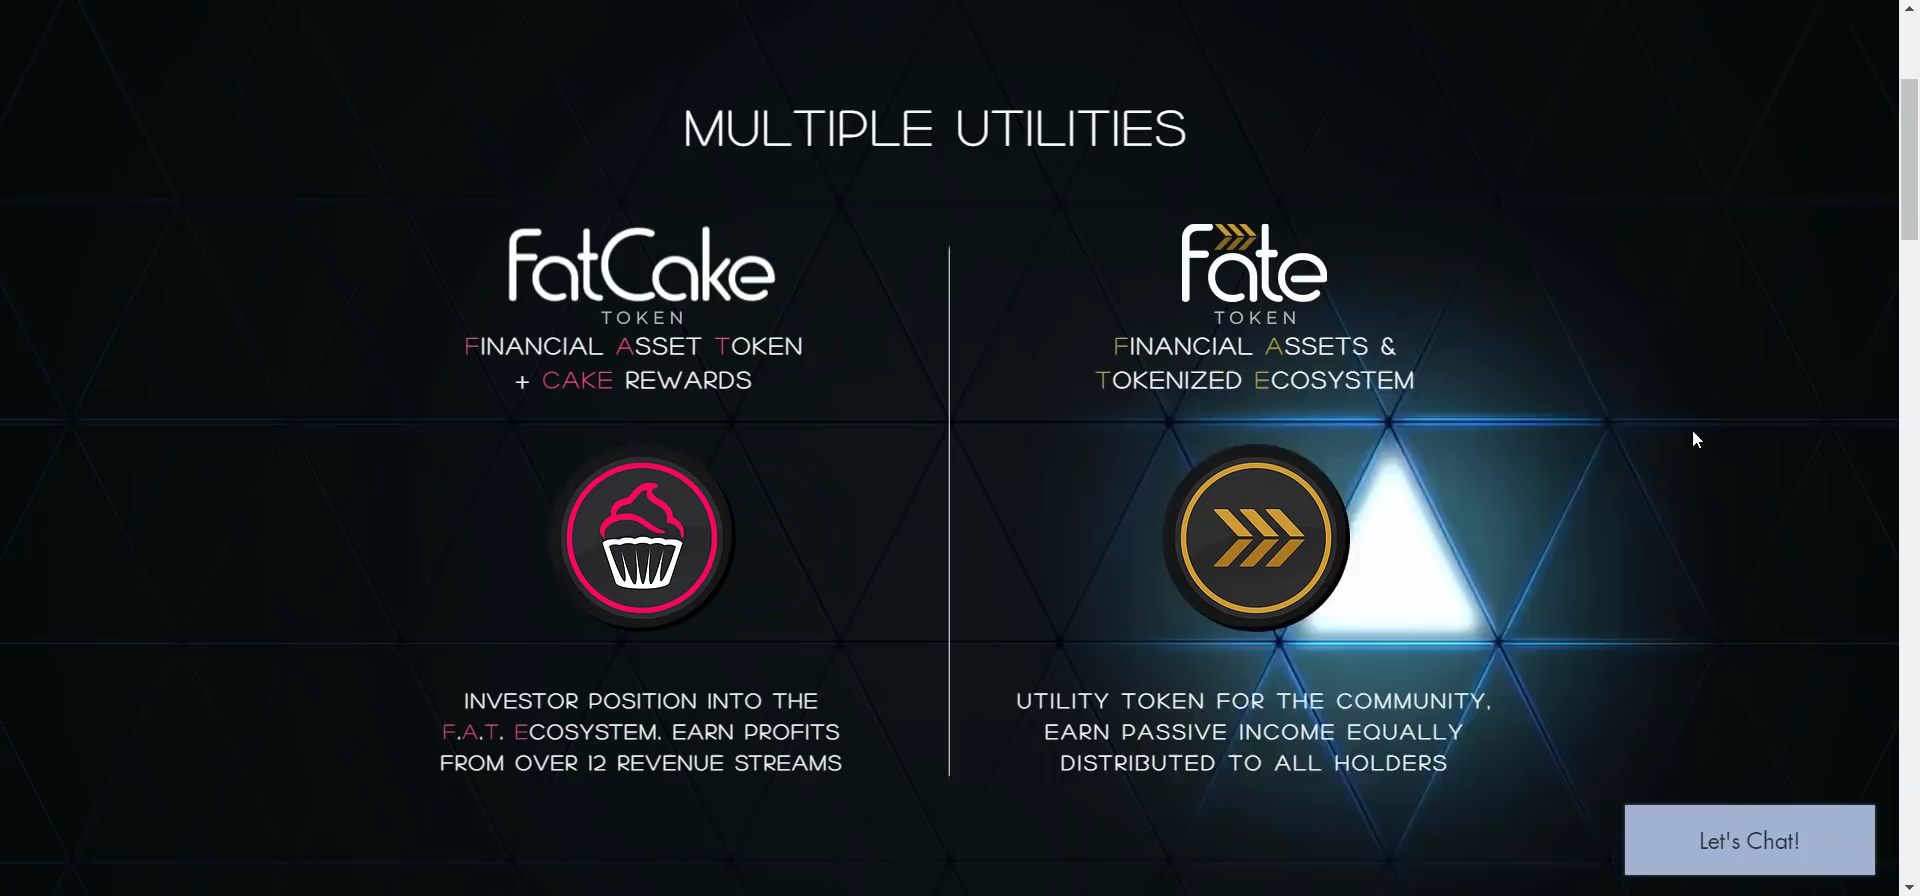 MULTIPLE UTILITIES
FatCake
TOKEN
FINANCIAL ASSET TOKEN
+ CAKE REWARDS
INVESTOR POSITION INTO THE
F.A.T. ECOSYSTEM. EARN PROFITS
FROM OVER 12 REVENUE STREAMS
Fate
TOKEN
FINANCIAL ASSETS &
TOKENIZED ECOSYSTEM
UTILITY TOKEN FOR THE COMMUNITY.
EARN PASSIVE INCOME EQUALLY
DISTRIBUTED TO ALL HOLDERS
Let's Chat!